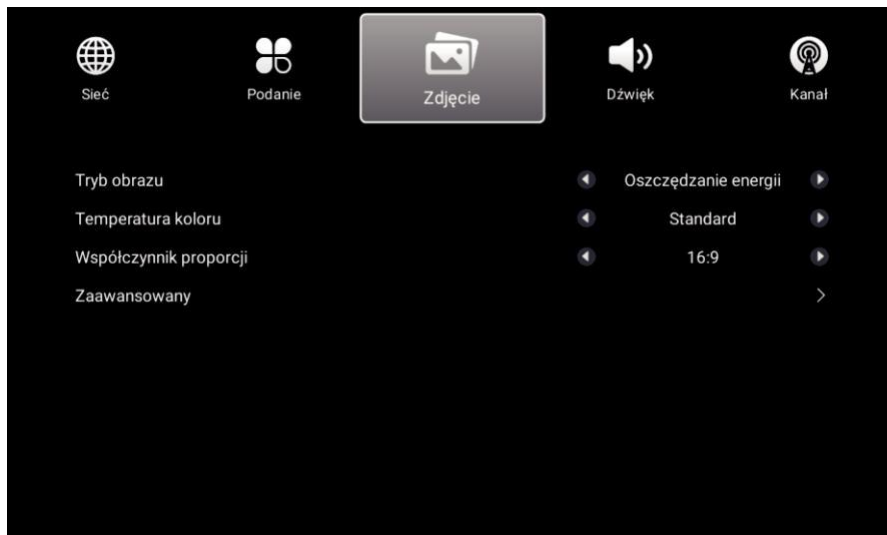 Sieć Podanie Zdjęcie Dźwięk Kanał
Tryb obrazu Oszczędzanie energii
Temperatura koloru Standard
Współczynnik proporcji 16:9
Zaawansowany